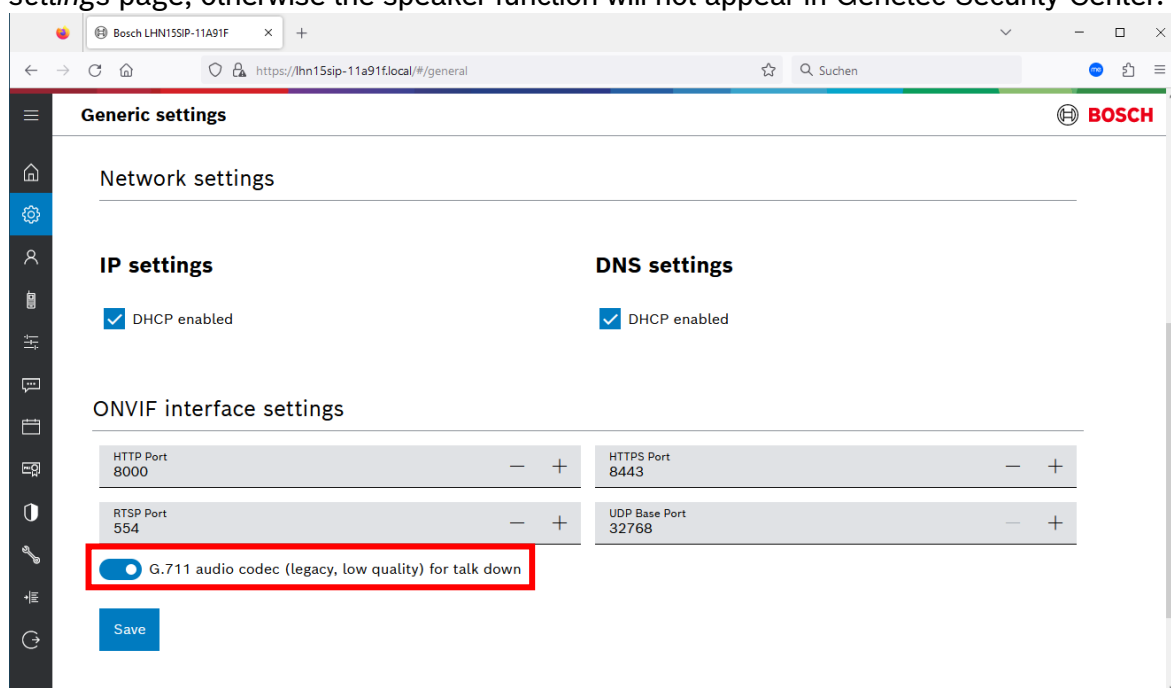 settings page, otherwise the speaker function will not appear in Genetec Security Center.
Bosch LHN15SIP-11A91F
https://lhn15sip-11a91f.local/#/general
Suchen
me
Generic settings
BOSCH
Network settings
IP settings
DNS settings
DHCP enabled
DHCP enabled
ONVIF interface settings
HTTP Port
8000
HTTPS Port
8443
RTSP Port
554
UDP Base Port
32768
G.711 audio codec (legacy, low quality) for talk down
Save